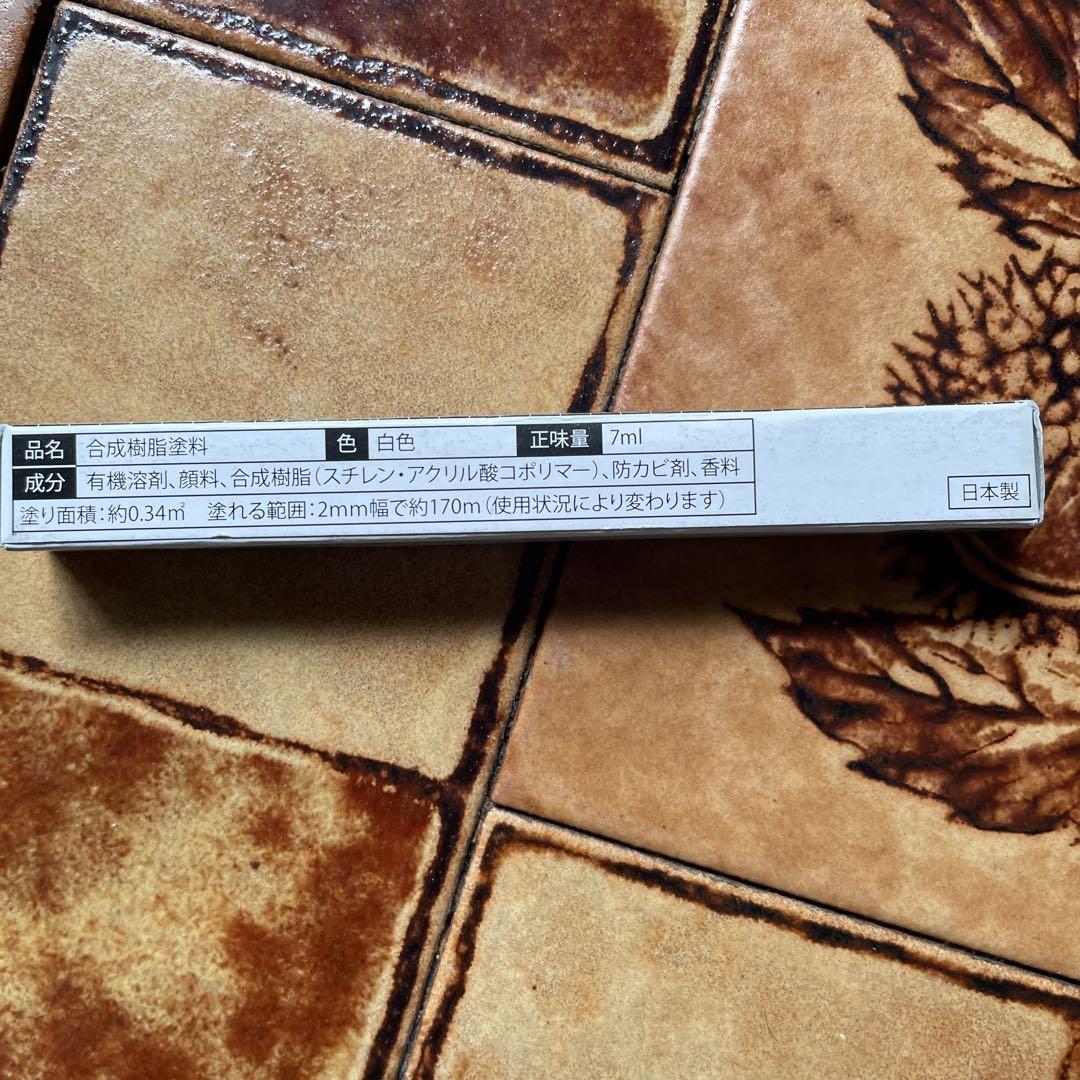 品名 合成樹脂塗料 色 白色 正味量 7ml
成分 有機溶剤、顔料、合成樹脂（スチレン・アクリル酸コポリマー）、防カビ剤、香料
塗り面積：約0.34㎡ 塗れる範囲：2mm幅で約170m（使用状況により変わります）
日本製